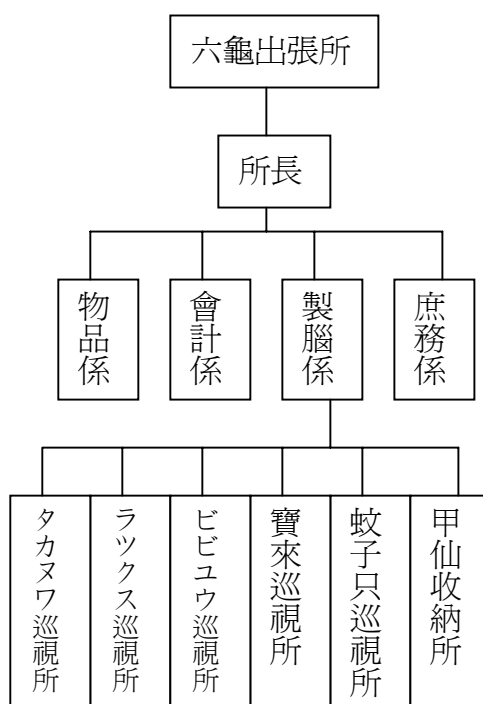 六龜出張所
所長
物品係
會計係
製腦係
庶務係
タカヌワ巡視所
ラツクス巡視所
ビビユウ巡視所
寶來巡視所
蚊子只巡視所
甲仙收納所